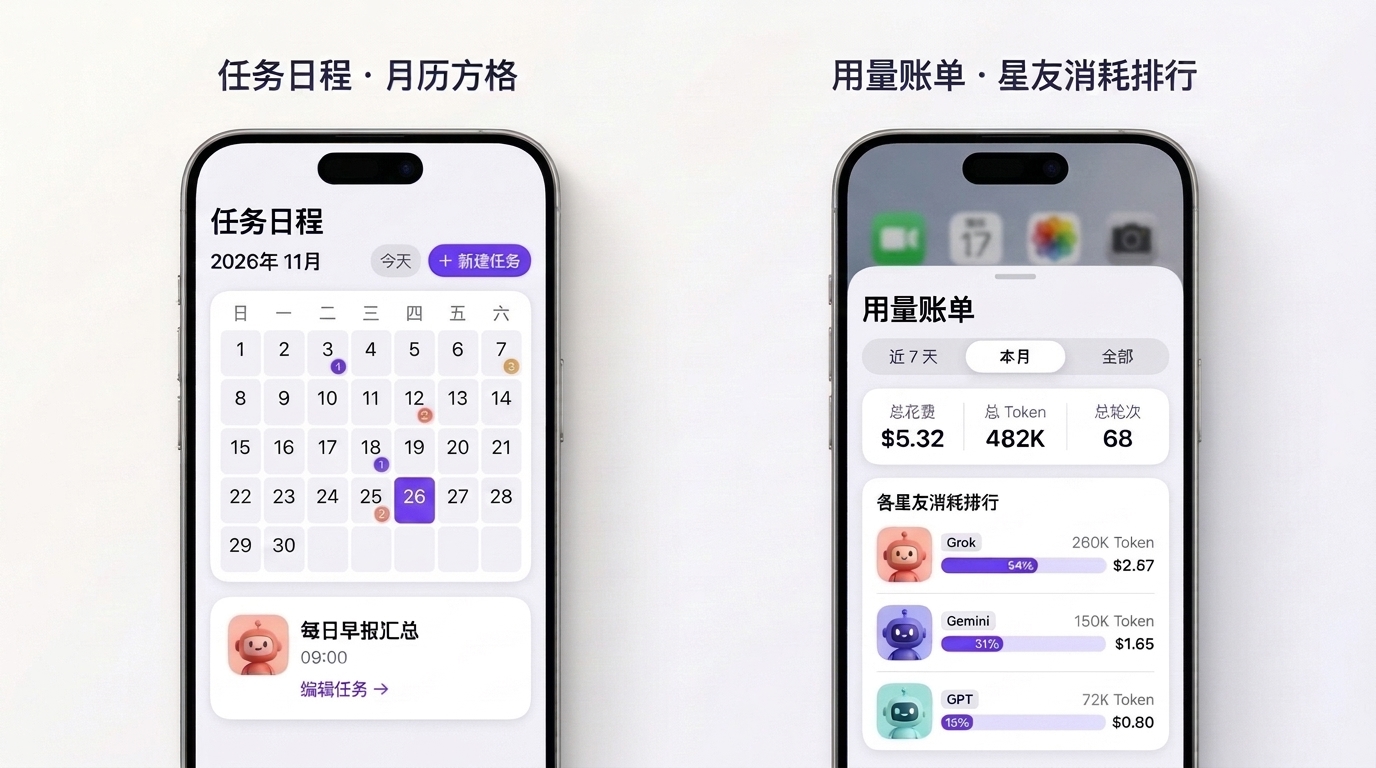 任务日程 · 月历方格
任务日程
2026年 11月
今天
+ 新建任务
日 一 二 三 四 五 六
1 2 3 4 5 6 7
1 3
8 9 10 11 12 13 14
2
15 16 17 18 19 20 21
1
22 23 24 25 26 27 28
2
29 30
每日早报汇总
09:00
编辑任务 →
用量账单 · 星友消耗排行
17
用量账单
近 7 天 本月 全部
总花费 总 Token 总轮次
$5.32 482K 68
各星友消耗排行
Grok 260K Token
54% $2.67
Gemini 150K Token
31% $1.65
GPT 72K Token
15% $0.80